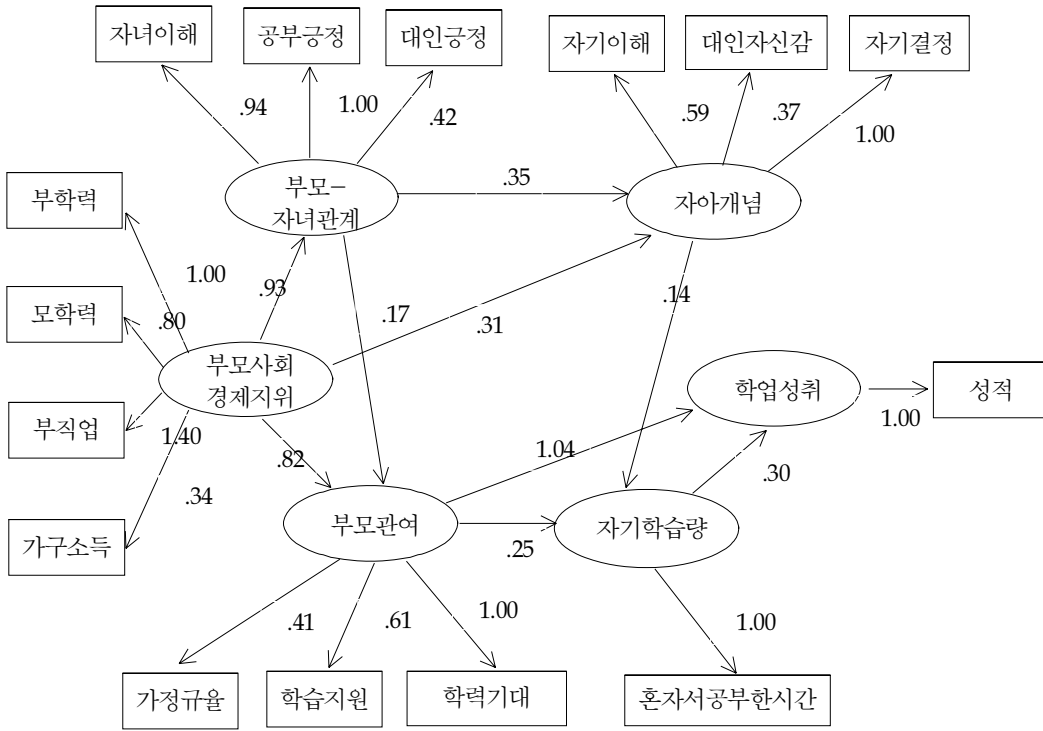 자녀이해
공부긍정
대인긍정
자기이해
대인자신감
자기결정
.94
1.00
.42
.59
.37
1.00
부학력
부모-
자녀관계
.35
자아개념
1.00
.93
모학력
.80
.17
.31
.14
부모사회
경제지위
학업성취
성적
1.00
부직업
1.40
.82
1.04
.30
.34
가구소득
부모관여
.25
자기학습량
.41
.61
1.00
1.00
가정규율
학습지원
학력기대
혼자서공부한시간